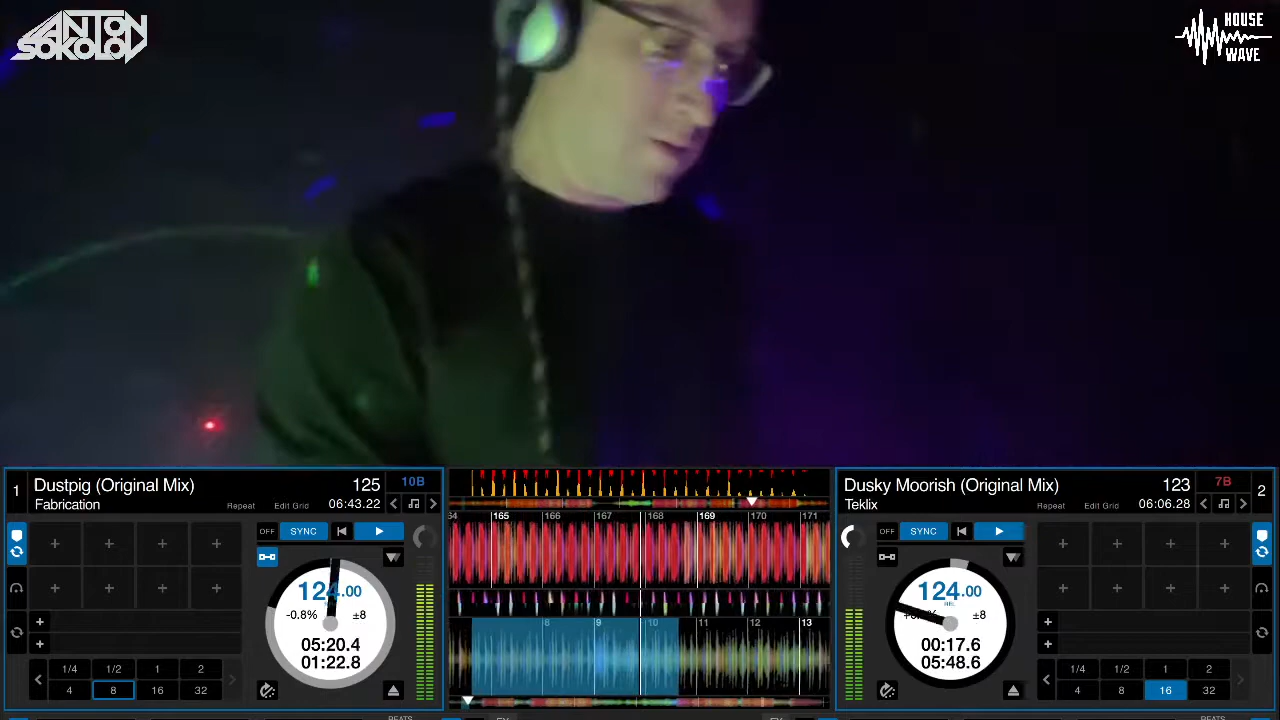 ANTON
SOKOLOV
HOUSE
WAVE
1 Dustpig (Original Mix) 125 10B
Fabrication Repeat Edit Grid 06:43.22
OFF SYNC
124.00
-0.8% ±8
05:20.4
01:22.8
1/4 1/2 1 2
4 8 16 32
165 166 167 168 169 170 171
8 9 10 11 12 13
Dusky Moorish (Original Mix) 123 7B 2
Teklix Repeat Edit Grid 06:06.28
OFF SYNC
124.00
REL
±8
00:17.6
05:48.6
1/4 1/2 1 2
4 16 32